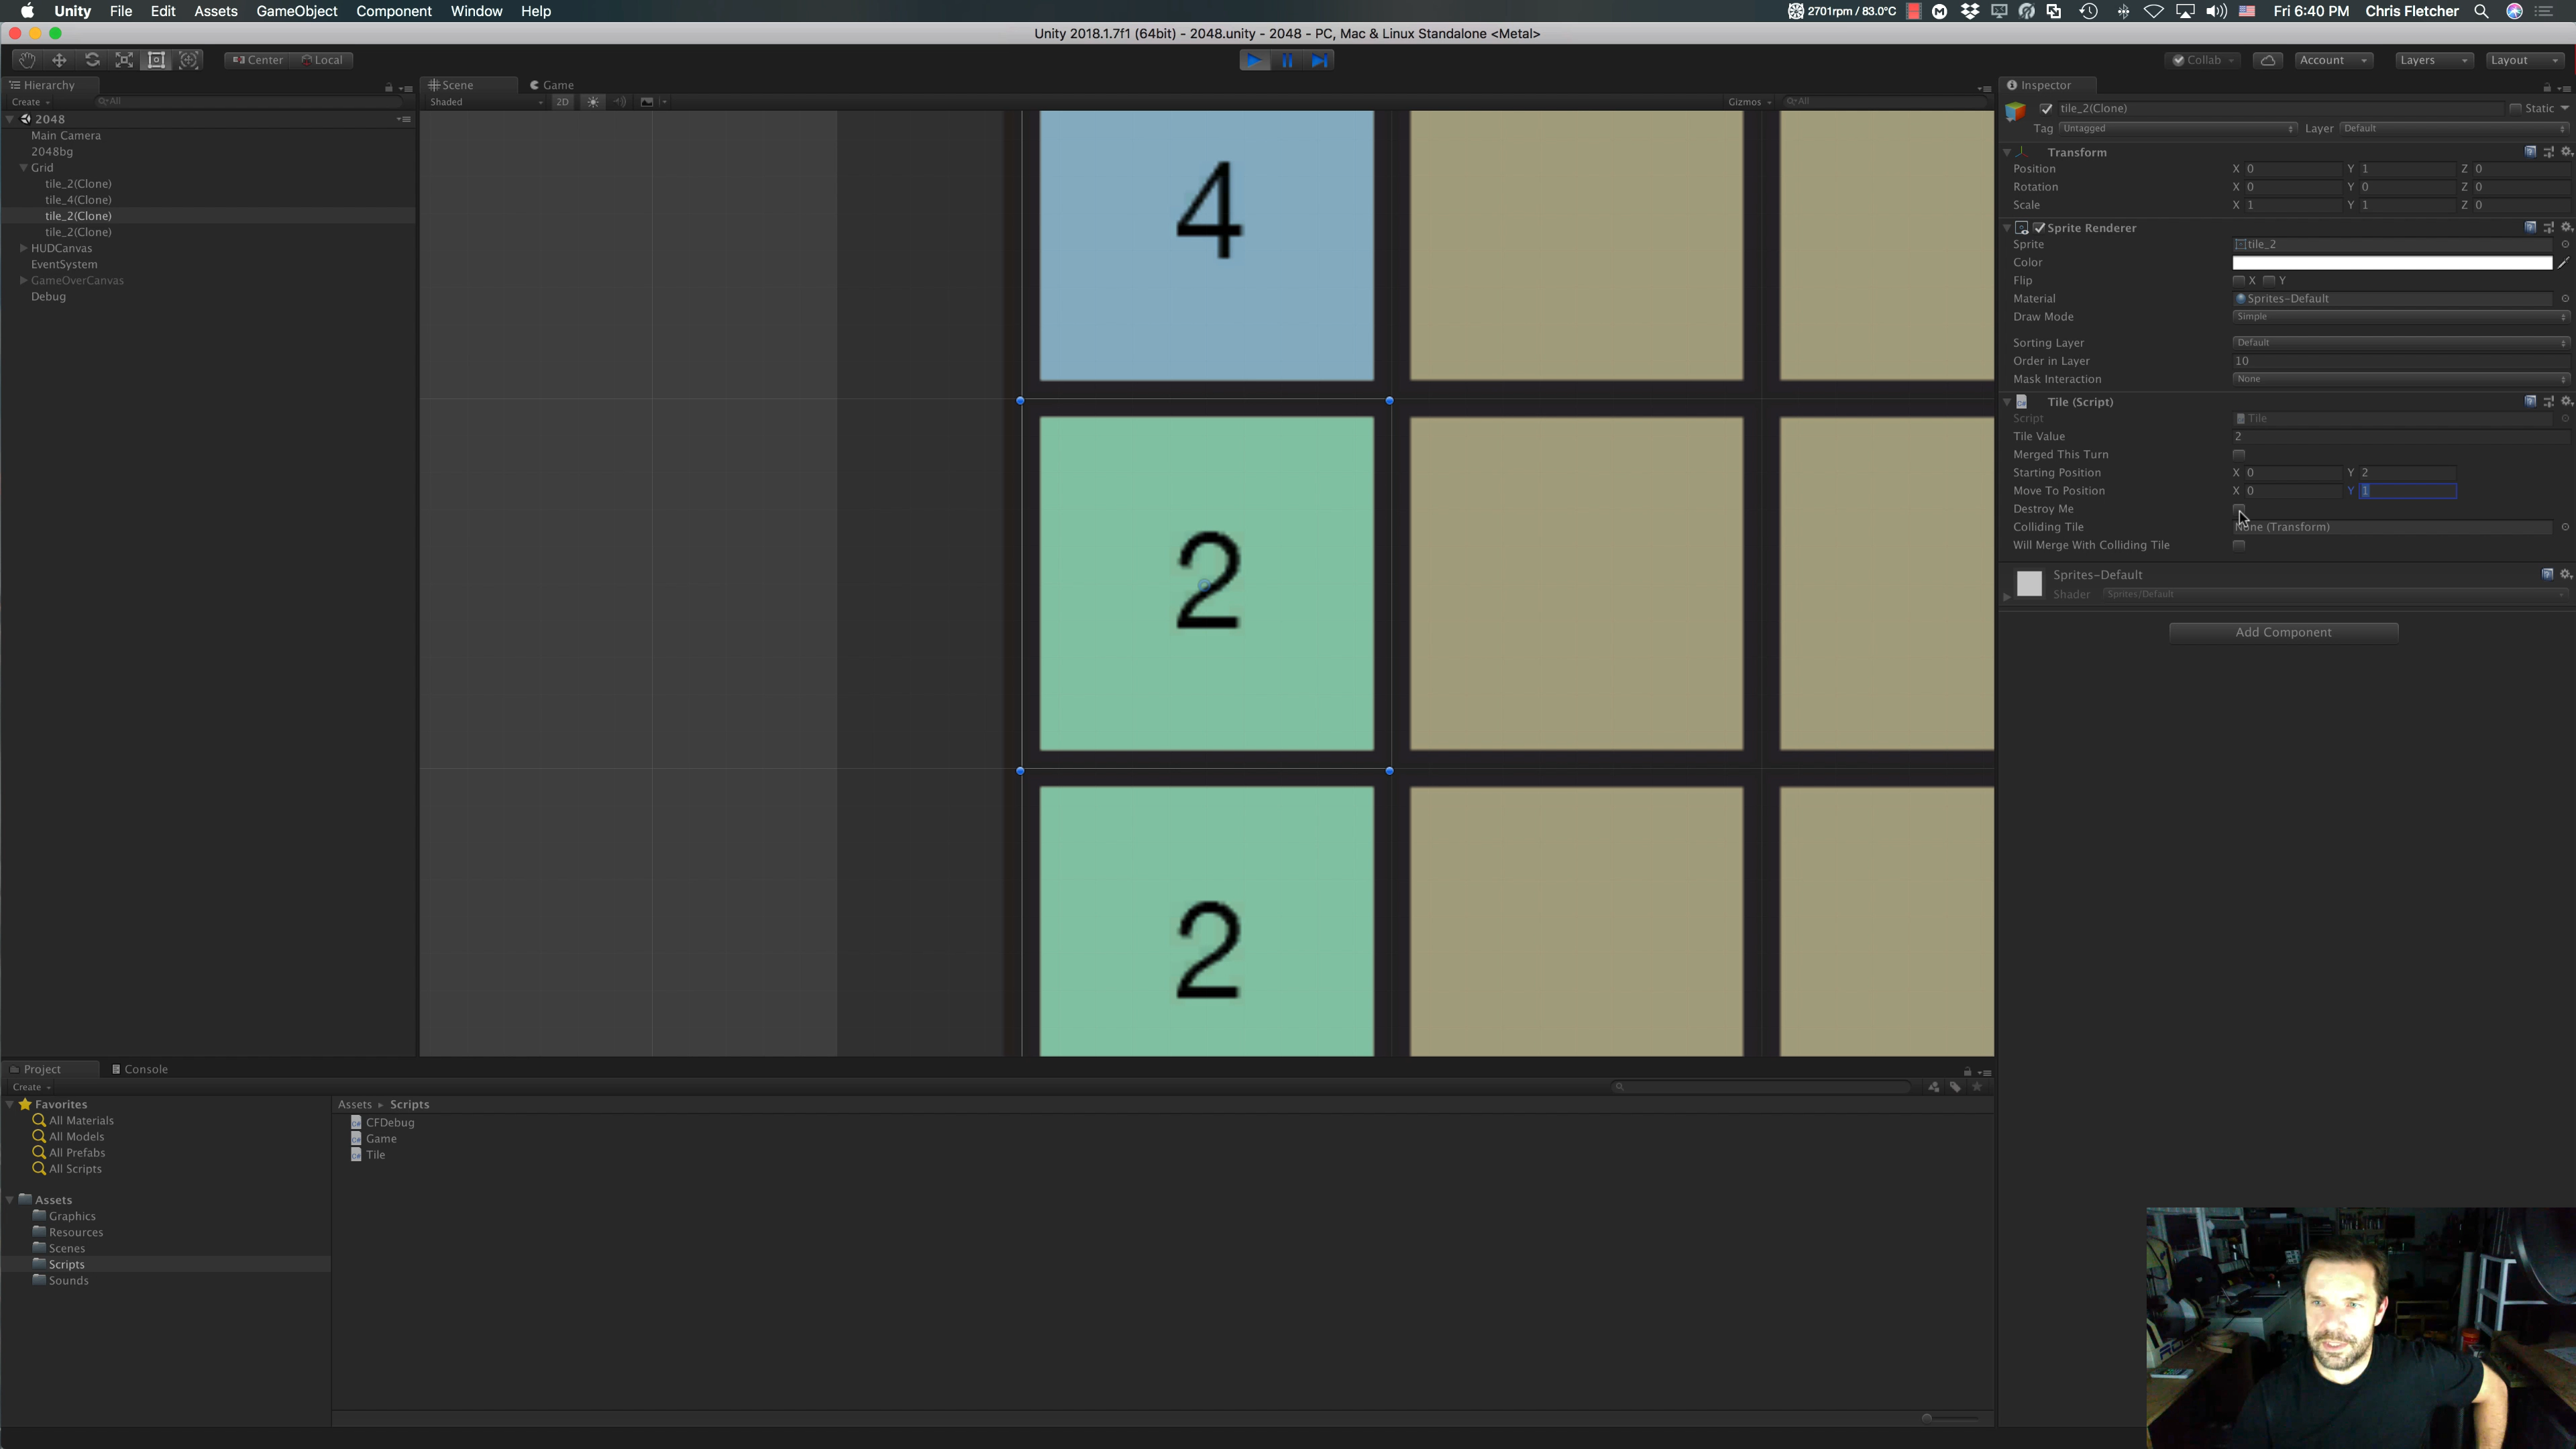 Unity File Edit Assets GameObject Component Window Help
2701rpm / 83.0°C Fri 6:40 PM Chris Fletcher
Unity 2018.1.7f1 (64bit) - 2048.unity - 2048 - PC, Mac & Linux Standalone <Metal>
Center Local
Collab Account Layers Layout
Hierarchy
Create All
2048
Main Camera
2048bg
Grid
tile_2(Clone)
tile_4(Clone)
tile_2(Clone)
tile_2(Clone)
HUDCanvas
EventSystem
GameOverCanvas
Debug
Scene Game
Shaded 2D Gizmos All
4
2
2
Inspector
tile_2(Clone) Static
Tag Untagged Layer Default
Transform
Position X 0 Y 1 Z 0
Rotation X 0 Y 0 Z 0
Scale X 1 Y 1 Z 0
Sprite Renderer
Sprite tile_2
Color
Flip X Y
Material Sprites-Default
Draw Mode Simple
Sorting Layer Default
Order in Layer 10
Mask Interaction None
Tile (Script)
Script Tile
Tile Value 2
Merged This Turn
Starting Position X 0 Y 2
Move To Position X 0 Y 1
Destroy Me
Colliding Tile None (Transform)
Will Merge With Colliding Tile
Sprites-Default
Shader Sprites/Default
Add Component
Project Console
Create
Favorites
All Materials
All Models
All Prefabs
All Scripts
Assets
Graphics
Resources
Scenes
Scripts
Sounds
Assets Scripts
CFDebug
Game
Tile